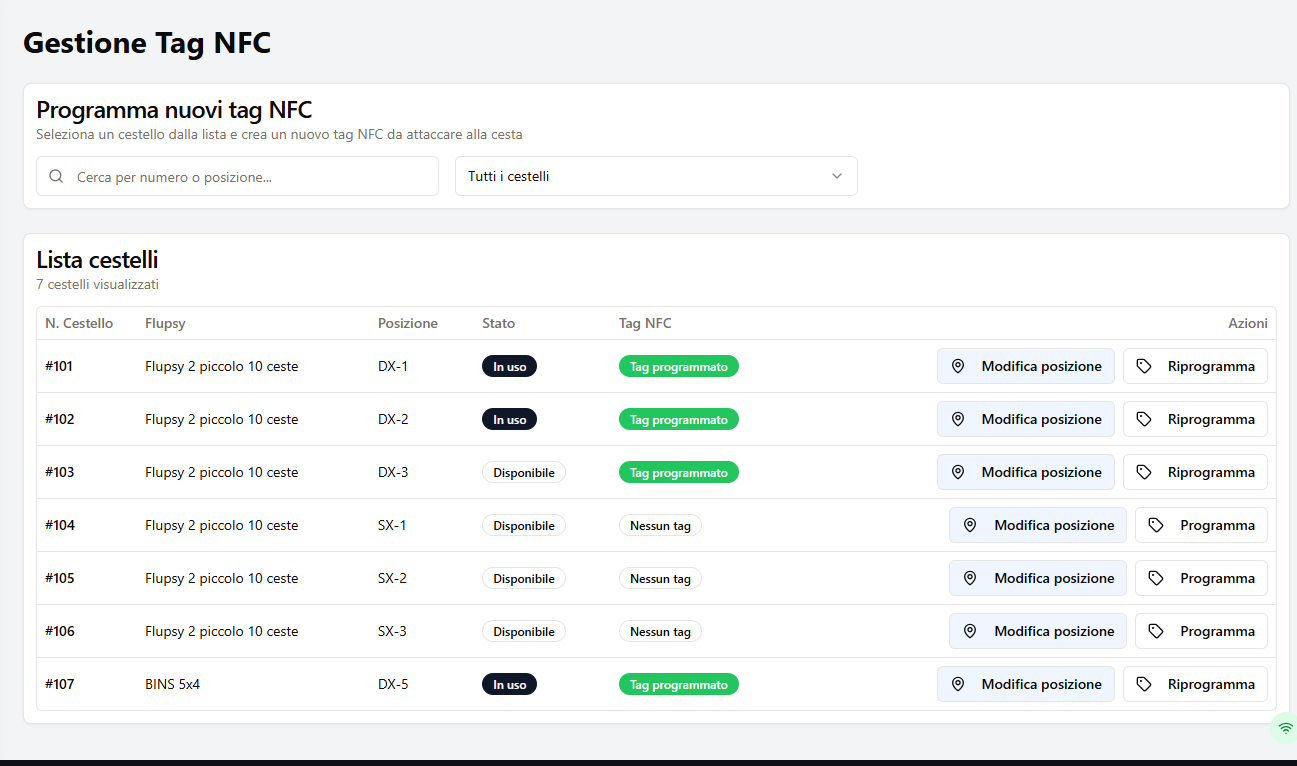 Gestione Tag NFC
Programma nuovi tag NFC
Seleziona un cestello dalla lista e crea un nuovo tag NFC da attaccare alla cesta
Cerca per numero o posizione... Tutti i cestelli
Lista cestelli
7 cestelli visualizzati
N. Cestello Flupsy Posizione Stato Tag NFC Azioni
#101 Flupsy 2 piccolo 10 ceste DX-1 In uso Tag programmato Modifica posizione Riprogramma
#102 Flupsy 2 piccolo 10 ceste DX-2 In uso Tag programmato Modifica posizione Riprogramma
#103 Flupsy 2 piccolo 10 ceste DX-3 Disponibile Tag programmato Modifica posizione Riprogramma
#104 Flupsy 2 piccolo 10 ceste SX-1 Disponibile Nessun tag Modifica posizione Programma
#105 Flupsy 2 piccolo 10 ceste SX-2 Disponibile Nessun tag Modifica posizione Programma
#106 Flupsy 2 piccolo 10 ceste SX-3 Disponibile Nessun tag Modifica posizione Programma
#107 BINS 5x4 DX-5 In uso Tag programmato Modifica posizione Riprogramma